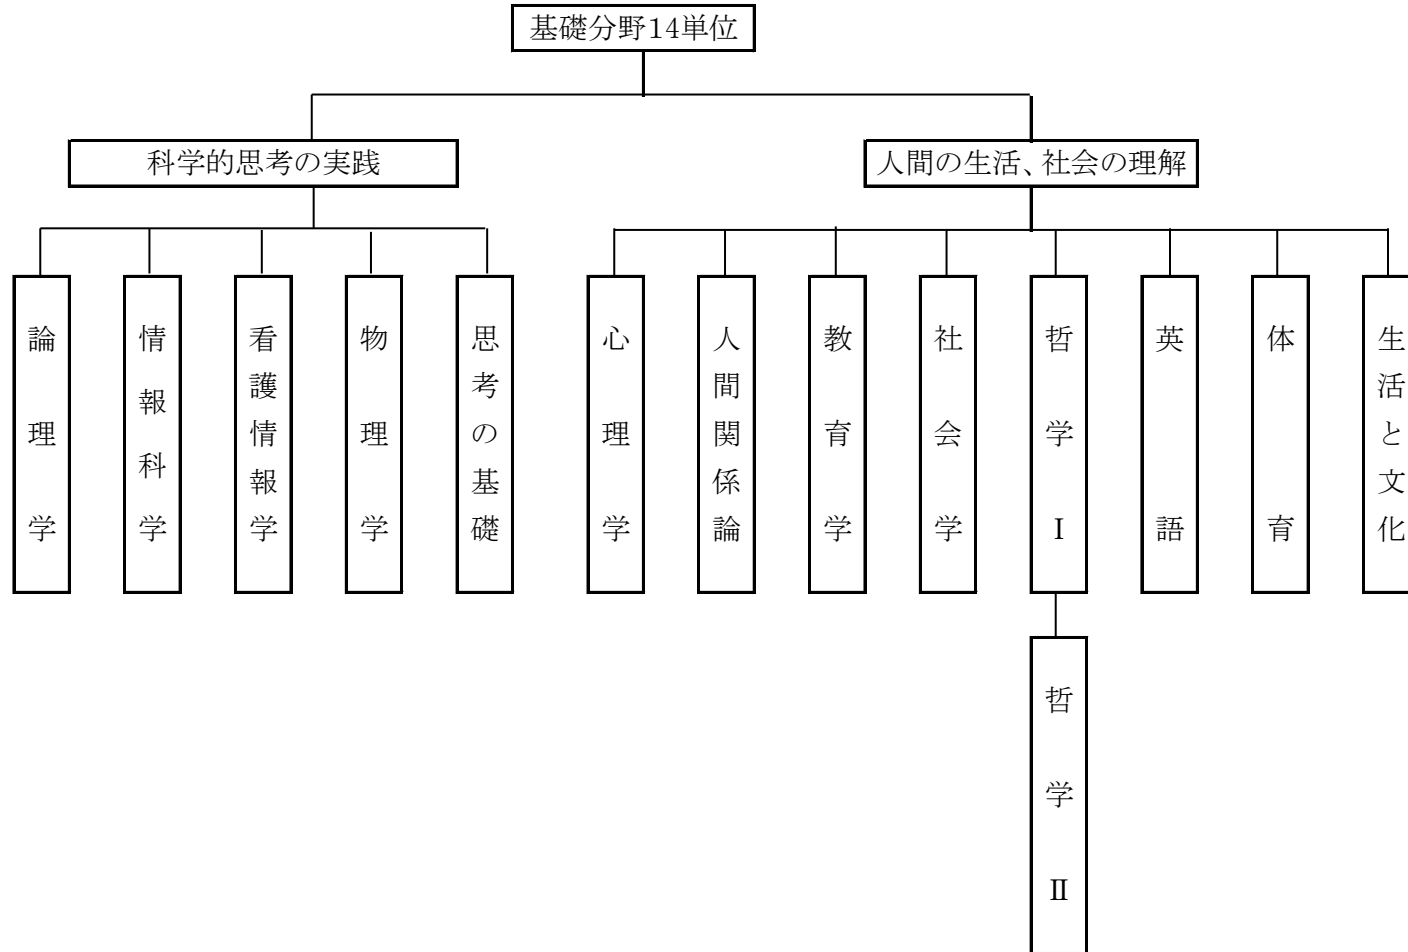 基礎分野14単位
科学的思考の実践
人間の生活、社会の理解
論理学
情報科学
看護情報学
物理学
思考の基礎
心理学
人間関係論
教育学
社会学
哲学Ⅰ
英語
体育
生活と文化
哲学Ⅱ